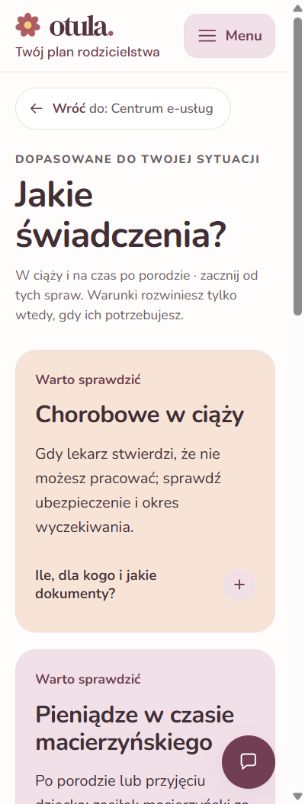 otula.
Twój plan rodzicielstwa
Menu
Wróć do: Centrum e-usług
DOPASOWANE DO TWOJEJ SYTUACJI
Jakie
świadczenia?
W ciąży i na czas po porodzie · zacznij od
tych spraw. Warunki rozwiniesz tylko
wtedy, gdy ich potrzebujesz.
Warto sprawdzić
Chorobowe w ciąży
Gdy lekarz stwierdzi, że nie
możesz pracować; sprawdź
ubezpieczenie i okres
wyczekiwania.
Ile, dla kogo i jakie
dokumenty?
+
Warto sprawdzić
Pieniądze w czasie
macierzyńskiego
Po porodzie lub przyjęciu